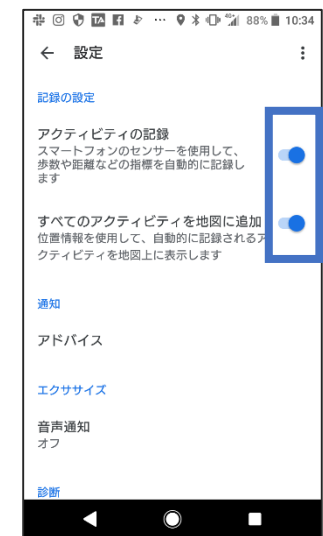 88% 10:34
← 設定
記録の設定
アクティビティの記録
スマートフォンのセンサーを使用して、
歩数や距離などの指標を自動的に記録し
ます
すべてのアクティビティを地図に追加
位置情報を使用して、自動的に記録されるア
クティビティを地図上に表示します
通知
アドバイス
エクササイズ
音声通知
オフ
診断